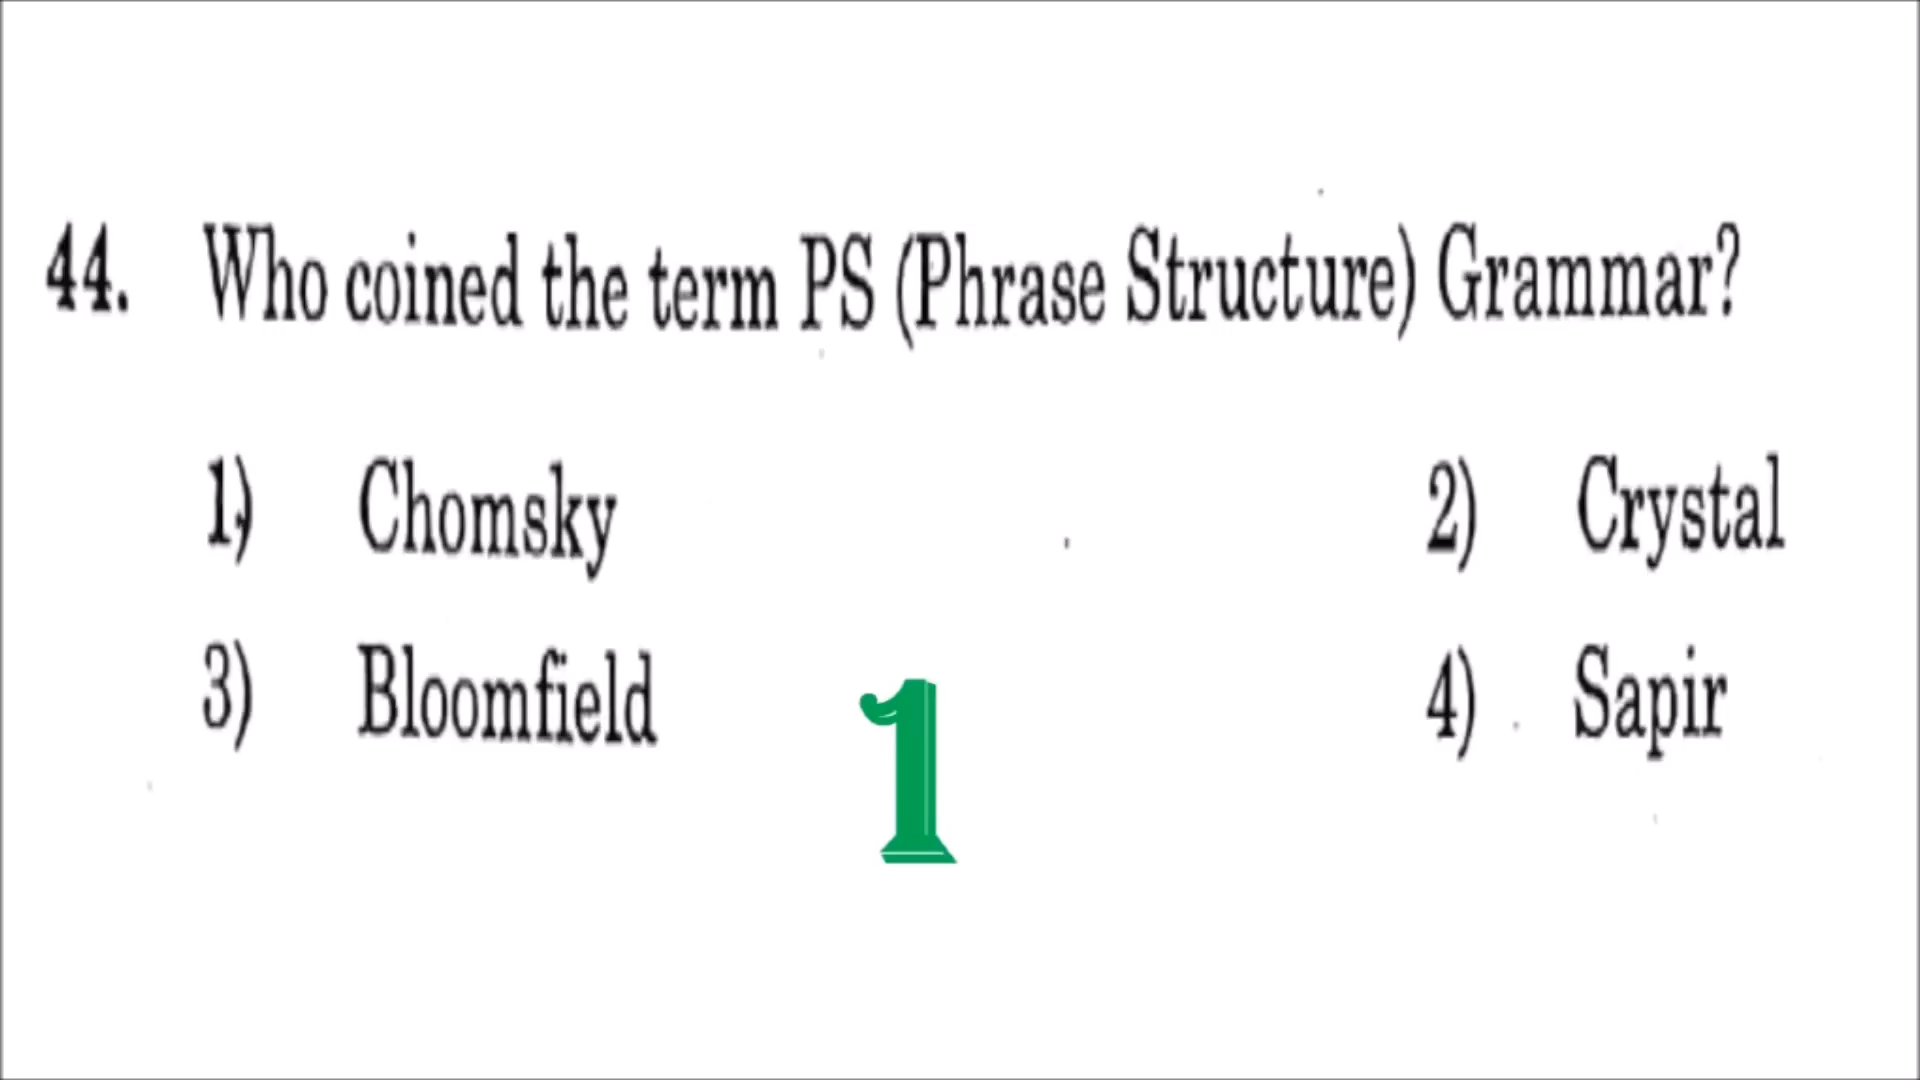 44. Who coined the term PS (Phrase Structure) Grammar?
1) Chomsky 2) Crystal
3) Bloomfield 4) Sapir
1